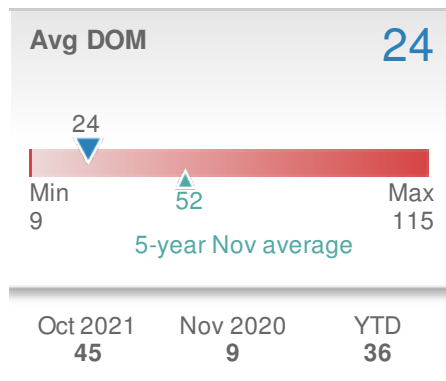 Avg DOM 24
24
Min Max
52
9 115
5-year Nov average
Oct 2021 Nov 2020 YTD
45 9 36